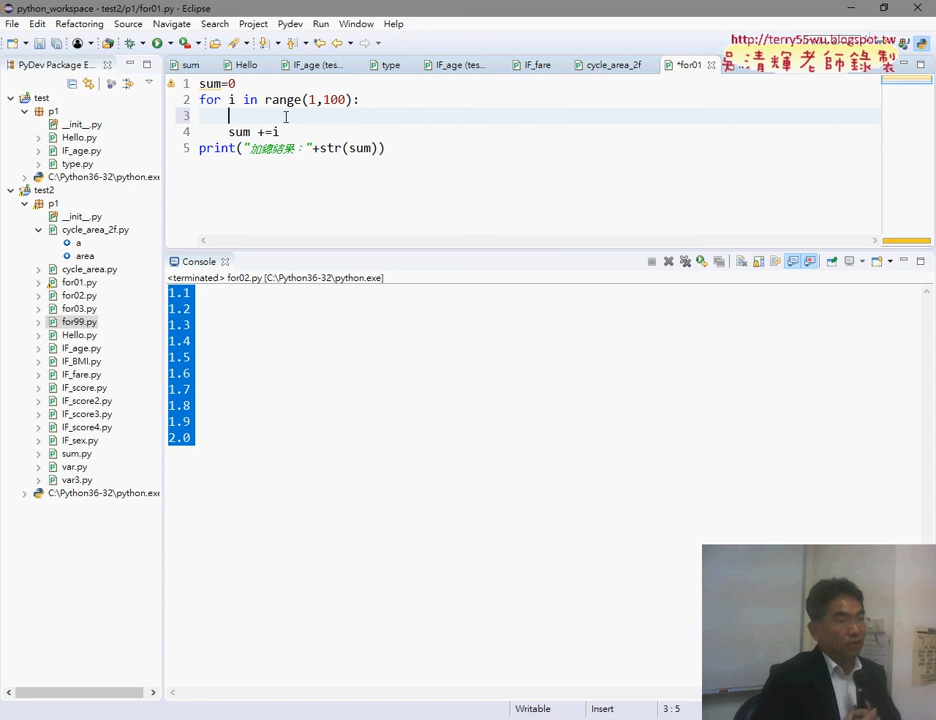 python_workspace - test2/p1/for01.py - Eclipse
File Edit Refactoring Source Navigate Search Project Pydev Run Window Help
http://terry55wu.blogspot.tw
吳清輝老師錄製
PyDev Package E...
sum Hello IF_age (tes... type IF_age (tes... IF_fare cycle_area_2f *for01
test
p1
__init__.py
Hello.py
IF_age.py
type.py
C:\Python36-32\python.exe
test2
p1
__init__.py
cycle_area_2f.py
a
area
cycle_area.py
for01.py
for02.py
for03.py
for99.py
Hello.py
IF_age.py
IF_BMI.py
IF_fare.py
IF_score.py
IF_score2.py
IF_score3.py
IF_score4.py
IF_sex.py
sum.py
var.py
var3.py
C:\Python36-32\python.exe
1 sum=0
2 for i in range(1,100):
3
4 sum +=i
5 print("加總結果："+str(sum))
Console
<terminated> for02.py [C:\Python36-32\python.exe]
1.1
1.2
1.3
1.4
1.5
1.6
1.7
1.8
1.9
2.0
Writable Insert 3 : 5